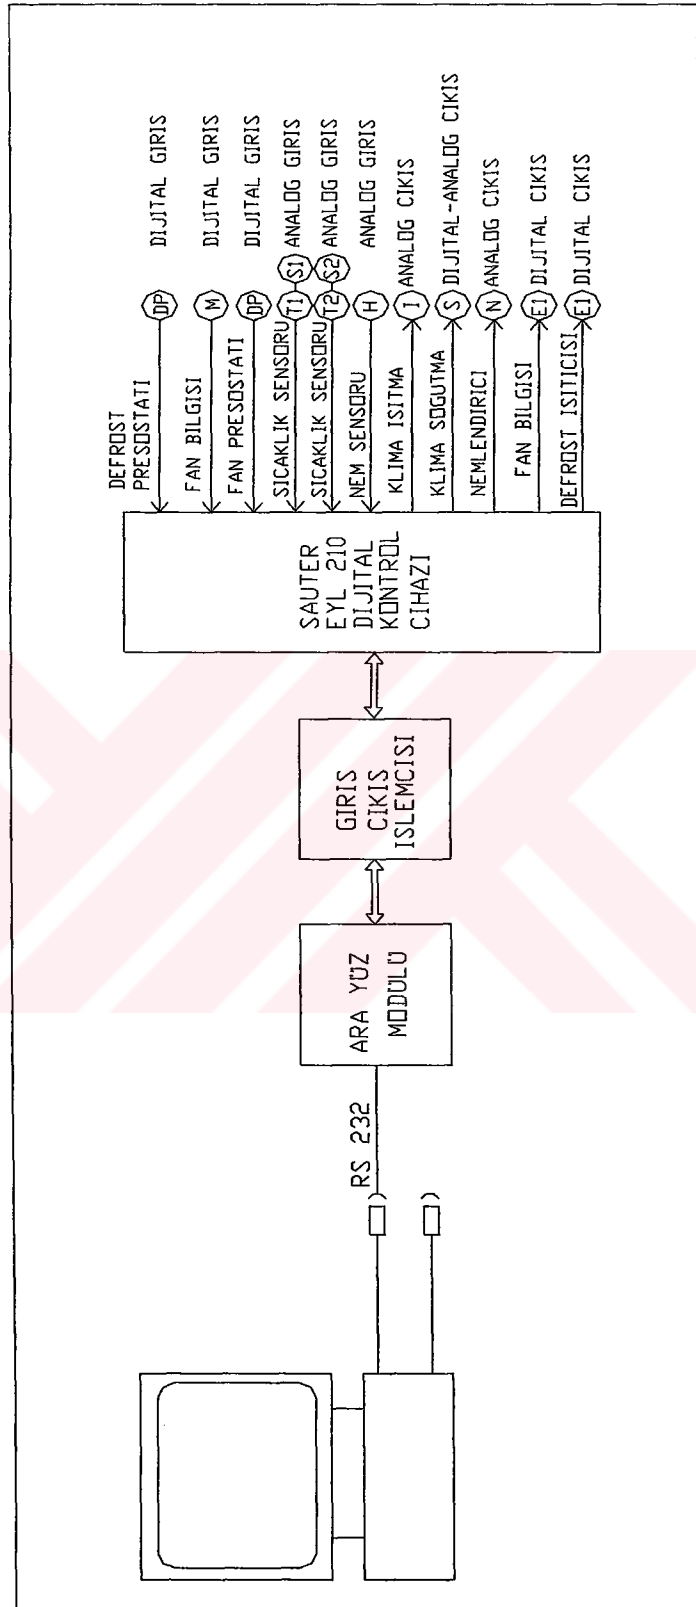 DEFROST
PRESOSTATI
DP
DIJITAL GIRIS
FAN BILGISI
M
DIJITAL GIRIS
FAN PRESOSTATI
DP
DIJITAL GIRIS
SICAKLIK SENSORU
T1
S1
ANALOG GIRIS
SICAKLIK SENSORU
T2
S2
ANALOG GIRIS
NEM SENSORU
H
ANALOG GIRIS
KLIMA ISITMA
I
ANALOG CIKIS
KLIMA SOGUTMA
S
DIJITAL-ANALOG CIKIS
NEMLENDIRICI
N
ANALOG CIKIS
FAN BILGISI
E1
DIJITAL CIKIS
DEFROST ISITICISI
E1
DIJITAL CIKIS
SAUTER
EYL 210
DIJITAL
KONTROL
CIHAZI
GIRIS
CIKIS
ISLEMCISI
ARA YÜZ
MODÜLÜ
RS 232